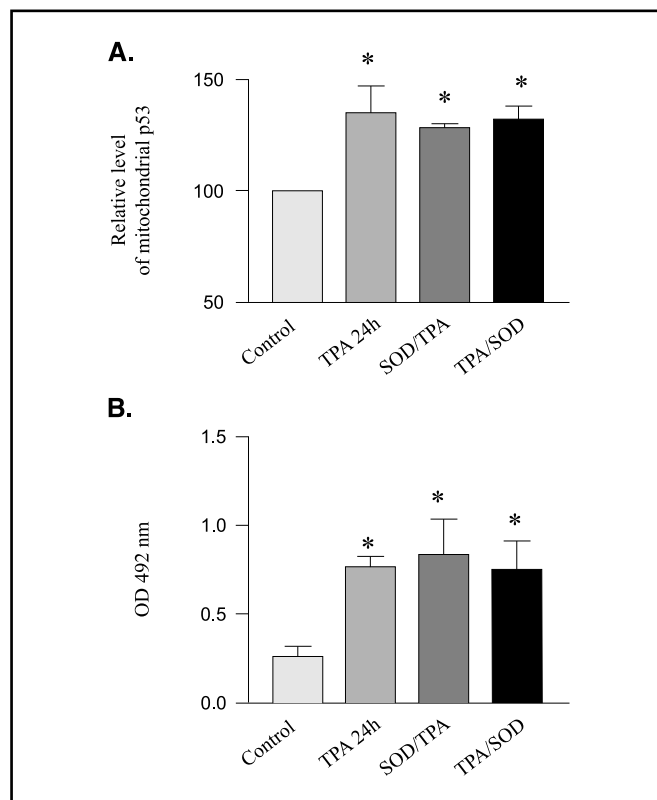 A.
Relative level
of mitochondrial p53
150
100
50
*
*
*
Control
TPA 24h
SOD/TPA
TPA/SOD
B.
OD 492 nm
1.5
1.0
0.5
0.0
*
*
*
Control
TPA 24h
SOD/TPA
TPA/SOD